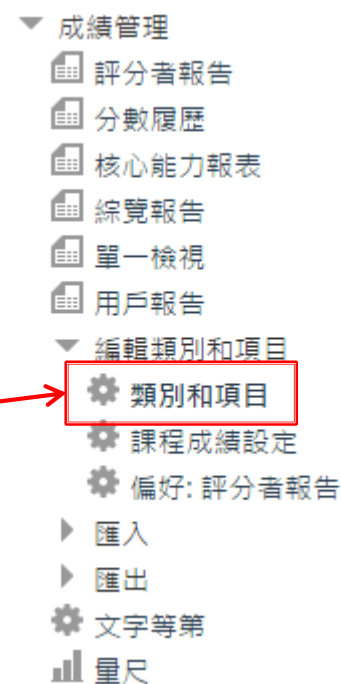 成績管理
評分者報告
分數履歷
核心能力報表
綜覽報告
單一檢視
用戶報告
編輯類別和項目
類別和項目
課程成績設定
偏好: 評分者報告
匯入
匯出
文字等第
量尺